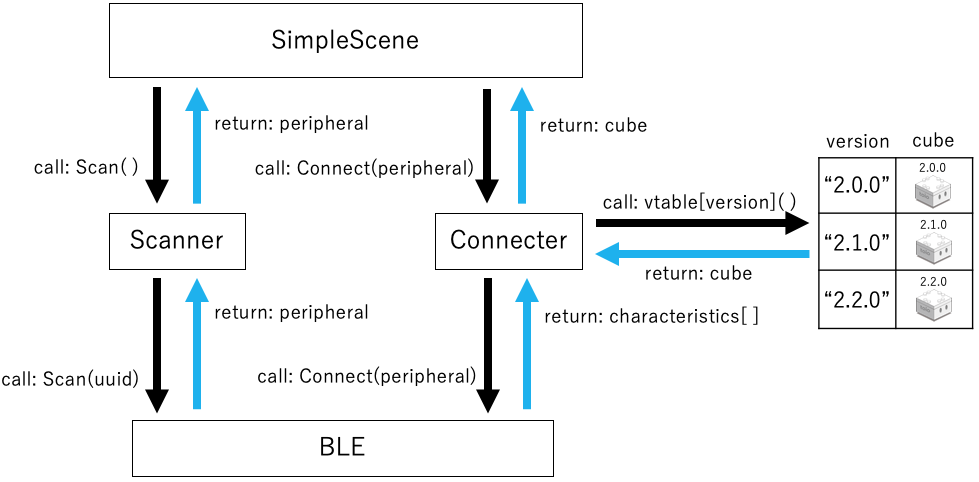 SimpleScene
return: peripheral
return: cube
call: Scan( )
call: Connect(peripheral)
version
cube
“2.0.0”
2.0.0
call: vtable[version]( )
Scanner
Connecter
“2.1.0”
2.1.0
return: cube
“2.2.0”
2.2.0
return: peripheral
return: characteristics[ ]
call: Scan(uuid)
call: Connect(peripheral)
BLE